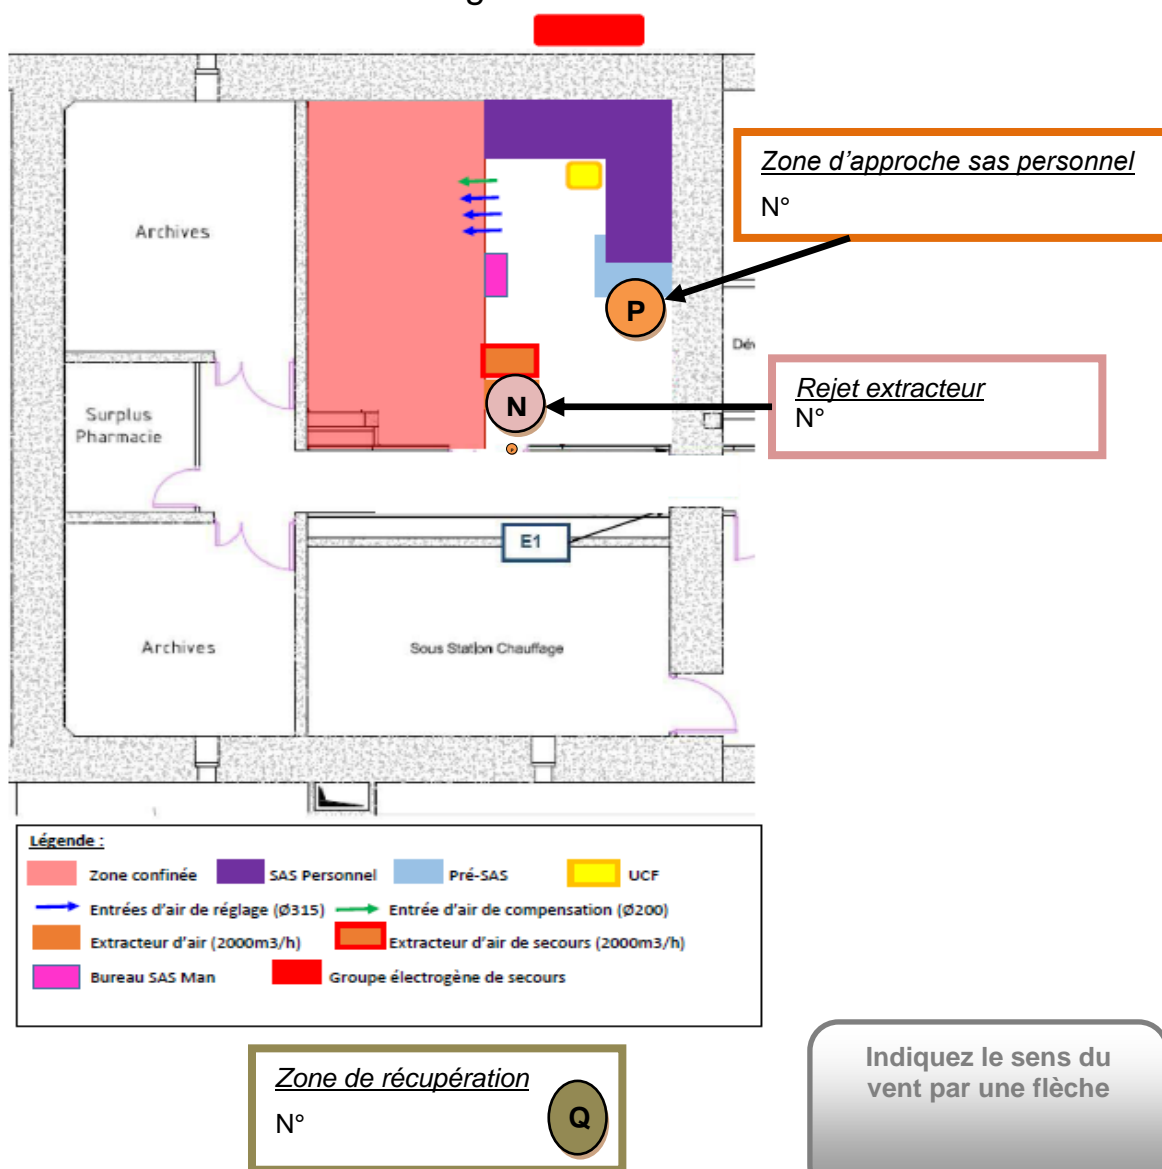 Zone d'approche sas personnel
N°
Archives
P
Rejet extracteur
N°
N
Surplus
Pharmacie
E1
Archives
Sous Station Chauffage
Légende :
Zone confinée
SAS Personnel
Pré-SAS
UCF
Entrées d'air de réglage (Ø315)
Entrée d'air de compensation (Ø200)
Extracteur d'air (2000m3/h)
Extracteur d'air de secours (2000m3/h)
Bureau SAS Man
Groupe électrogène de secours
Zone de récupération
N°
Q
Indiquez le sens du
vent par une flèche